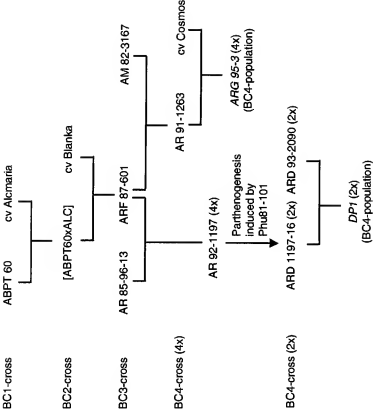 BC1-cross
ABPT 60
cv Alcmaria
BC2-cross
[ABPT60xALC]
cv Blanka
BC3-cross
AR 85-96-13
ARF 87-601
AM 82-3167
BC4-cross (4x)
AR 92-1197 (4x)
AR 91-1263
cv Cosmos
Parthenogenesis
induced by
Phu81-101
ARG 95-3 (4x)
(BC4-population)
BC4-cross (2x)
ARD 1197-16 (2x)
ARD 93-2090 (2x)
DP1 (2x)
(BC4-population)